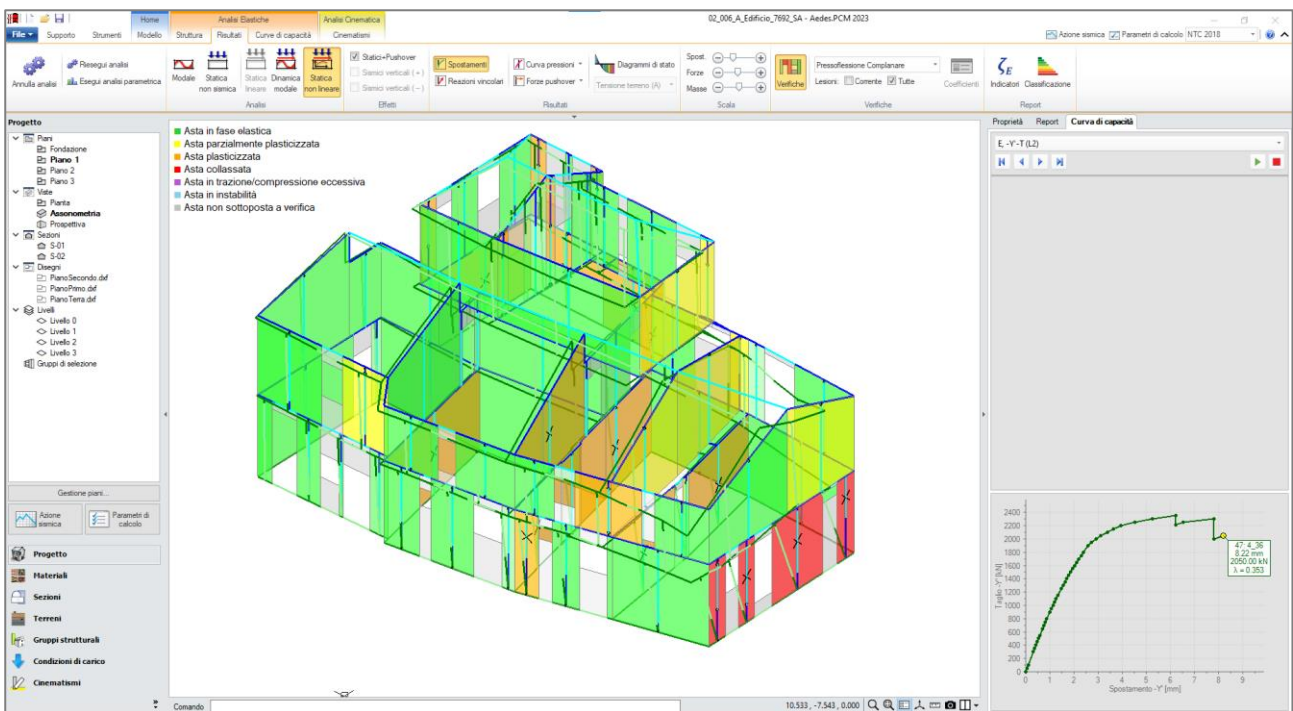 02_006_A_Edificio_7692_SA - Aedes.PCM 2023
Home
Analisi Elastiche
Analisi Cinematica
File
Supporto
Strumenti
Modello
Struttura
Risultati
Curve di capacità
Cinematismi
Azione sismica
Parametri di calcolo
NTC 2018
Annulla analisi
Riesegui analisi
Esegui analisi parametrica
Modale
Statica non sismica
Statica lineare
Dinamica modale
Statica non lineare
Analisi
Statici+Pushover
Sismici verticali (+)
Sismici verticali (-)
Effetti
Spostamenti
Reazioni vincolari
Curva pressioni
Forze pushover
Diagrammi di stato
Tensione terreno (A)
Risultati
Spost.
Forze
Masse
Scala
Verifiche
Pressoflessione Complanare
Lesioni:
Corrente
Tutte
Coefficienti
Verifiche
ζE
Indicatori
Classificazione
Report
Progetto
Piani
Fondazione
Piano 1
Piano 2
Piano 3
Viste
Pianta
Assonometria
Prospettiva
Sezioni
S-01
S-02
Disegni
PianoSecondo.dxf
PianoPrimo.dxf
PianoTerra.dxf
Livelli
Livello 0
Livello 1
Livello 2
Livello 3
Gruppi di selezione
Gestione piani...
Azione sismica
Parametri di calcolo
Progetto
Materiali
Sezioni
Terreni
Gruppi strutturali
Condizioni di carico
Cinematismi
Asta in fase elastica
Asta parzialmente plasticizzata
Asta plasticizzata
Asta collassata
Asta in trazione/compressione eccessiva
Asta in instabilità
Asta non sottoposta a verifica
Comando
10.533 , -7.543 , 0.000
Proprietà
Report
Curva di capacità
E, -Y'-T (L2)
Taglio -Y' [kN]
2400
2200
2000
1800
1600
1400
1200
1000
800
600
400
200
0
47: 4_36
8.22 mm
2050.00 kN
λ = 0.353
0 1 2 3 4 5 6 7 8 9
Spostamento -Y' [mm]